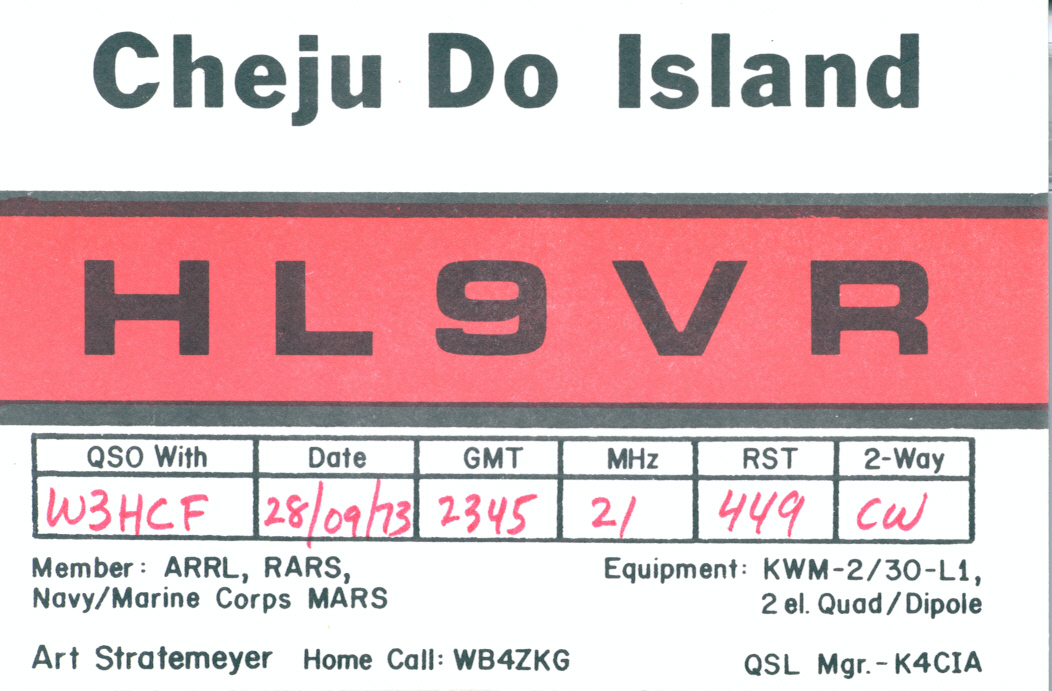 Cheju Do Island
HL9VR
QSO With Date GMT MHz RST 2-Way
W3HCF 28/09/73 2345 21 449 CW
Member: ARRL, RARS, Equipment: KWM-2/30-L1,
Navy/Marine Corps MARS 2 el. Quad/Dipole
Art Stratemeyer Home Call: WB4ZKG QSL Mgr.-K4CIA